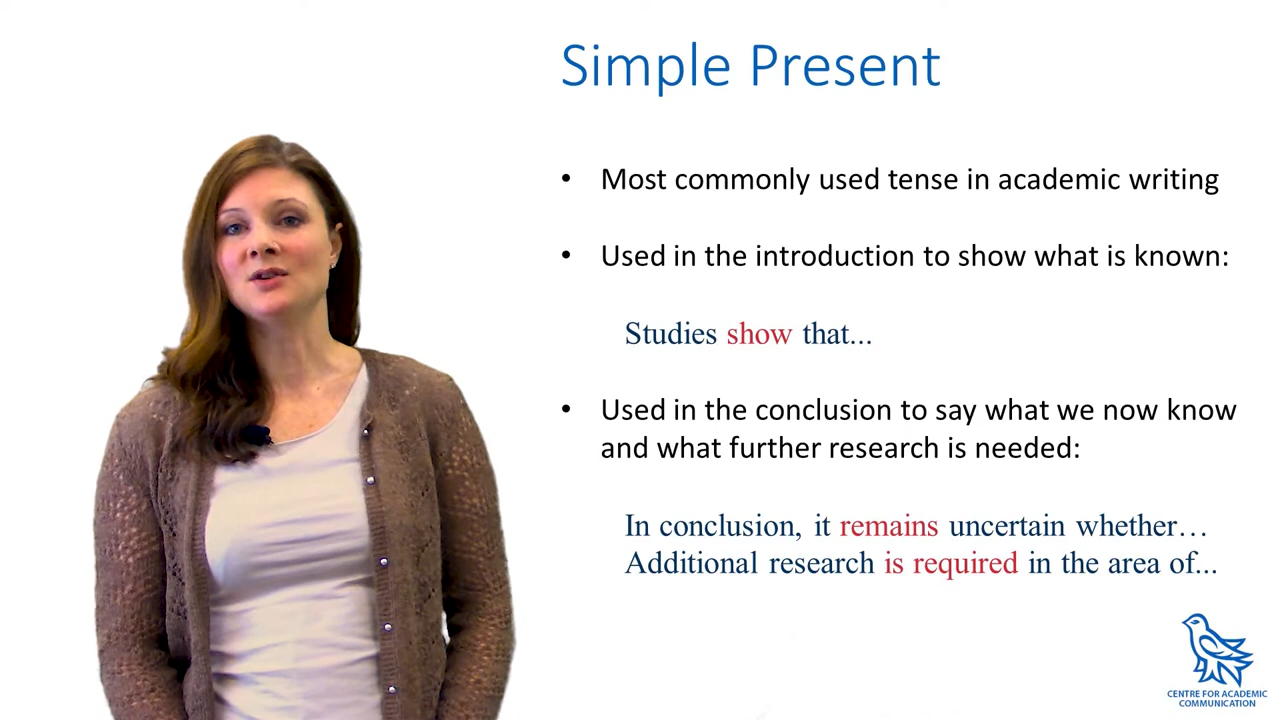 Simple Present
• Most commonly used tense in academic writing
• Used in the introduction to show what is known:
Studies show that...
• Used in the conclusion to say what we now know
and what further research is needed:
In conclusion, it remains uncertain whether…
Additional research is required in the area of...
CENTRE FOR ACADEMIC
COMMUNICATION